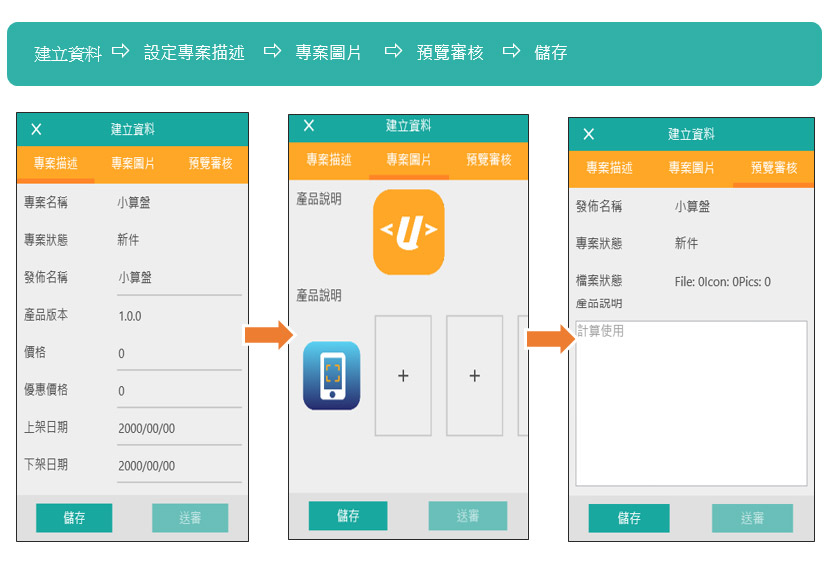 建立資料 ⇨ 設定專案描述 ⇨ 專案圖片 ⇨ 預覽審核 ⇨ 儲存
X 建立資料
專案描述 專案圖片 預覽審核
專案名稱 小算盤
專案狀態 新件
發佈名稱 小算盤
產品版本 1.0.0
價格 0
優惠價格 0
上架日期 2000/00/00
下架日期 2000/00/00
儲存 送審
X 建立資料
專案描述 專案圖片 預覽審核
產品說明
<U>
產品說明
+ +
儲存 送審
X 建立資料
專案描述 專案圖片 預覽審核
發佈名稱 小算盤
專案狀態 新件
檔案狀態 File: 0Icon: 0Pics: 0
產品說明
計算使用
儲存 送審